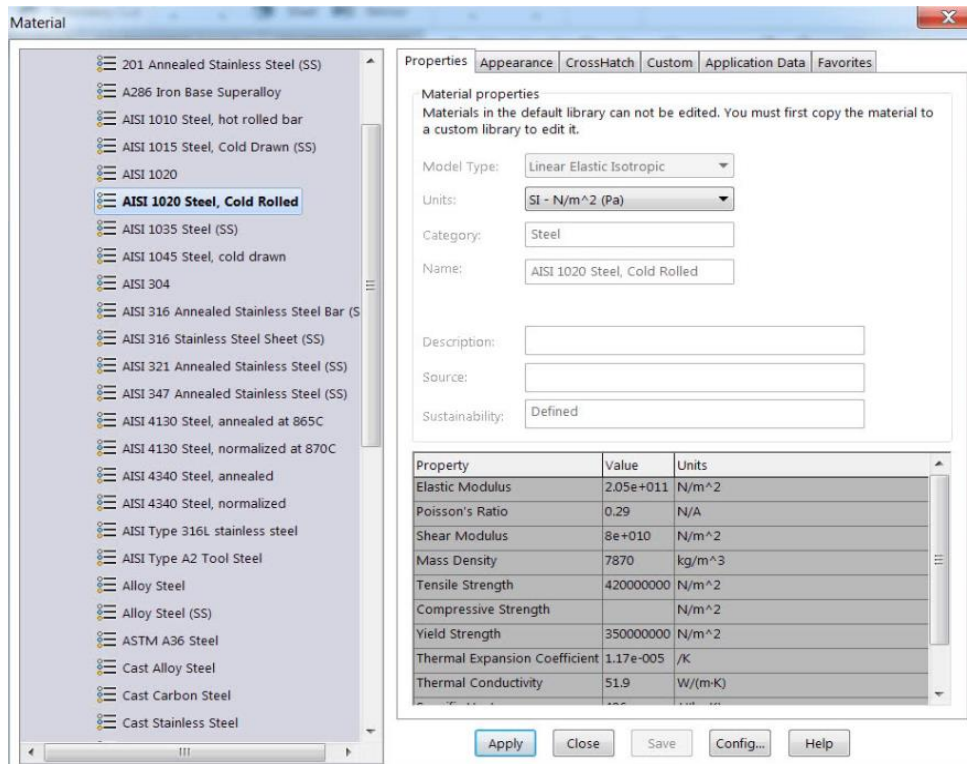 Material
201 Annealed Stainless Steel (SS)
A286 Iron Base Superalloy
AISI 1010 Steel, hot rolled bar
AISI 1015 Steel, Cold Drawn (SS)
AISI 1020
AISI 1020 Steel, Cold Rolled
AISI 1035 Steel (SS)
AISI 1045 Steel, cold drawn
AISI 304
AISI 316 Annealed Stainless Steel Bar (S
AISI 316 Stainless Steel Sheet (SS)
AISI 321 Annealed Stainless Steel (SS)
AISI 347 Annealed Stainless Steel (SS)
AISI 4130 Steel, annealed at 865C
AISI 4130 Steel, normalized at 870C
AISI 4340 Steel, annealed
AISI 4340 Steel, normalized
AISI Type 316L stainless steel
AISI Type A2 Tool Steel
Alloy Steel
Alloy Steel (SS)
ASTM A36 Steel
Cast Alloy Steel
Cast Carbon Steel
Cast Stainless Steel
Properties Appearance CrossHatch Custom Application Data Favorites
Material properties
Materials in the default library can not be edited. You must first copy the material to
a custom library to edit it.
Model Type: Linear Elastic Isotropic
Units: SI - N/m^2 (Pa)
Category: Steel
Name: AISI 1020 Steel, Cold Rolled
Description:
Source:
Sustainability: Defined
Property Value Units
Elastic Modulus 2.05e+011 N/m^2
Poisson's Ratio 0.29 N/A
Shear Modulus 8e+010 N/m^2
Mass Density 7870 kg/m^3
Tensile Strength 420000000 N/m^2
Compressive Strength N/m^2
Yield Strength 350000000 N/m^2
Thermal Expansion Coefficient 1.17e-005 /K
Thermal Conductivity 51.9 W/(m·K)
Apply Close Save Config... Help